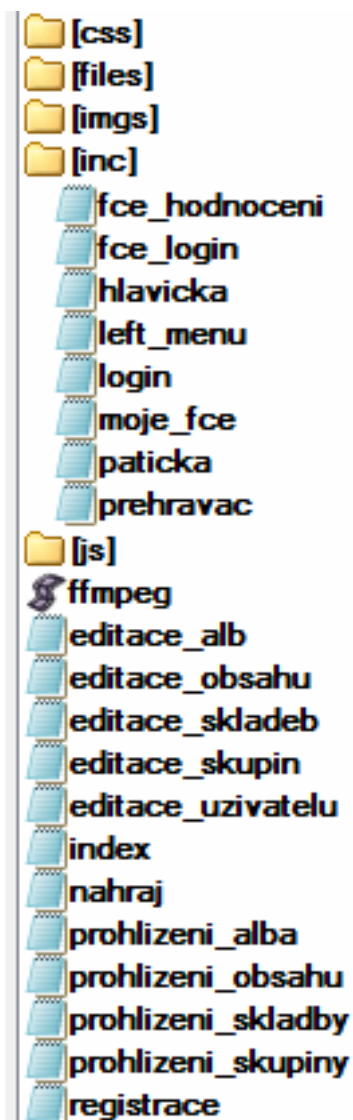 [css]
[files]
[imgs]
[inc]
fce_hodnoceni
fce_login
hlavicka
left_menu
login
moje_fce
paticka
prehravac
[js]
ffmpeg
editace_alb
editace_obsahu
editace_skladeb
editace_skupin
editace_uzivatelu
index
nahraj
prohlizeni_alba
prohlizeni_obsahu
prohlizeni_skladby
prohlizeni_skupiny
registrace